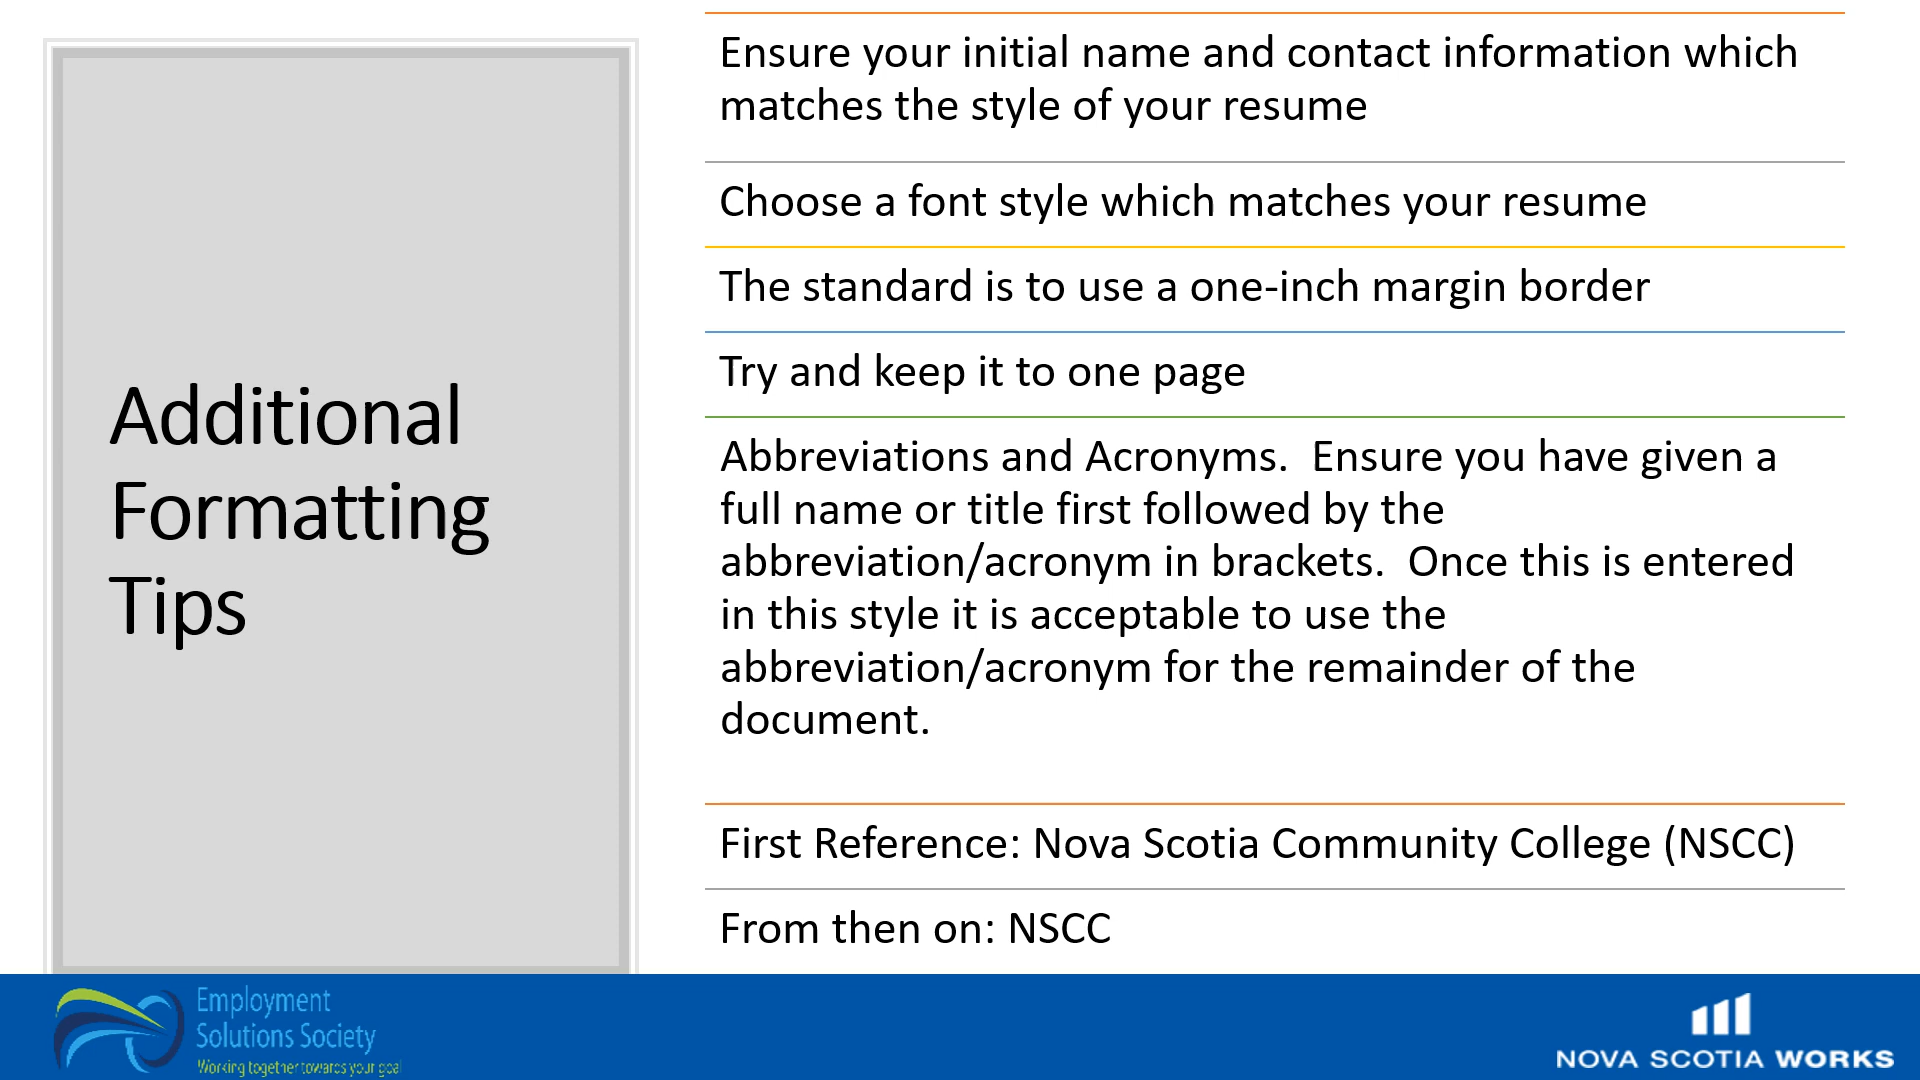 Additional
Formatting
Tips
Ensure your initial name and contact information which
matches the style of your resume
Choose a font style which matches your resume
The standard is to use a one-inch margin border
Try and keep it to one page
Abbreviations and Acronyms.  Ensure you have given a
full name or title first followed by the
abbreviation/acronym in brackets.  Once this is entered
in this style it is acceptable to use the
abbreviation/acronym for the remainder of the
document.
First Reference: Nova Scotia Community College (NSCC)
From then on: NSCC
Employment
Solutions Society
Working together towards your goal
NOVA SCOTIA WORKS